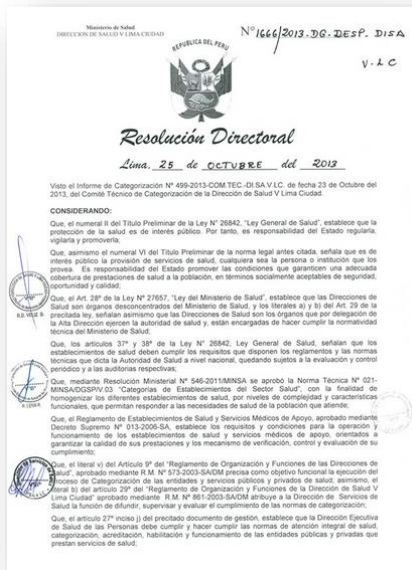 Ministerio de Salud
DIRECCION DE SALUD V LIMA CIUDAD
Nº 1666/2013-DG-DESP-DISA
V-LC
REPUBLICA DEL PERU
Resolución Directoral
Lima, 25 de OCTUBRE del 2013
Visto el Informe de Categorización Nº 499-2013-COM.TEC.-DI.SA.V.LC. de fecha 23 de Octubre del
2013, del Comité Técnico de Categorización de la Dirección de Salud V Lima Ciudad.
CONSIDERANDO:
Que, el numeral II del Título Preliminar de la Ley N° 26842, "Ley General de Salud", establece que la
protección de la salud es de interés público. Por tanto, es responsabilidad del Estado regularla,
vigilarla y promoverla;
Que, asimismo el numeral VI del Título Preliminar de la norma legal antes citada, señala que es de
interés público la provisión de servicios de salud, cualquiera sea la persona o institución que los
provea. Es responsabilidad del Estado promover las condiciones que garanticen una adecuada
cobertura de prestaciones de salud a la población, en términos socialmente aceptables de seguridad,
oportunidad y calidad;
Que, el Art. 28º de la Ley Nº 27657, "Ley del Ministerio de Salud", establece que las Direcciones de
Salud son órganos desconcentrados del Ministerio de Salud, y los literales a) y b) del Art. 29 de la
precitada ley, señalan asimismo que las Direcciones de Salud son los órganos que por delegación de
la Alta Dirección ejercen la autoridad de salud y, están encargadas de hacer cumplir la normatividad
técnica del Ministerio de Salud;
Que, los artículos 37º y 38º de la Ley N° 26842, Ley General de Salud, señalan que los
establecimientos de salud deben cumplir los requisitos que disponen los reglamentos y las normas
técnicas que dicta la Autoridad de Salud a nivel nacional, quedando sujetos a la evaluación y control
periódico y a las auditorias respectivas;
Que, mediante Resolución Ministerial Nº 546-2011/MINSA se aprobó la Norma Técnica Nº 021-
MINSA/DGSP/V.03 "Categorías de Establecimientos del Sector Salud", con la finalidad de
homogenizar los diferentes establecimientos de salud, por niveles de complejidad y características
funcionales, que permitan responder a las necesidades de salud de la población que atiende;
Que, el Reglamento de Establecimientos de Salud y Servicios Médicos de Apoyo, aprobado mediante
Decreto Supremo Nº 013-2006-SA, establece los requisitos y condiciones para la operación y
funcionamiento de los establecimientos de salud y servicios médicos de apoyo, orientados a
garantizar la calidad de sus prestaciones y los mecanismo de verificación, control y evaluación de su
cumplimiento;
Que, el literal v) del Artículo 9º del "Reglamento de Organización y Funciones de las Direcciones de
Salud", aprobado mediante R.M. Nº 573-2003-SA/DM precisa como objetivo funcional la ejecución del
Proceso de Categorización de las entidades y servicios públicos y privados de salud; asimismo, el
literal b) del artículo 29º del "Reglamento de Organización y Funciones de la Dirección de Salud V
Lima Ciudad" aprobado mediante R.M. Nº 861-2003-SA/DM atribuye a la Dirección de Servicios de
Salud la función de difundir, supervisar y evaluar el cumplimiento de las normas de categorización;
Que, el artículo 27º inciso j) del precitado documento de gestión, establece que la Dirección Ejecutiva
de Salud de las Personas debe cumplir y hacer cumplir las normas de atención integral de salud,
categorización, acreditación, habilitación y funcionamiento de las entidades públicas y privadas que
prestan servicios de salud;